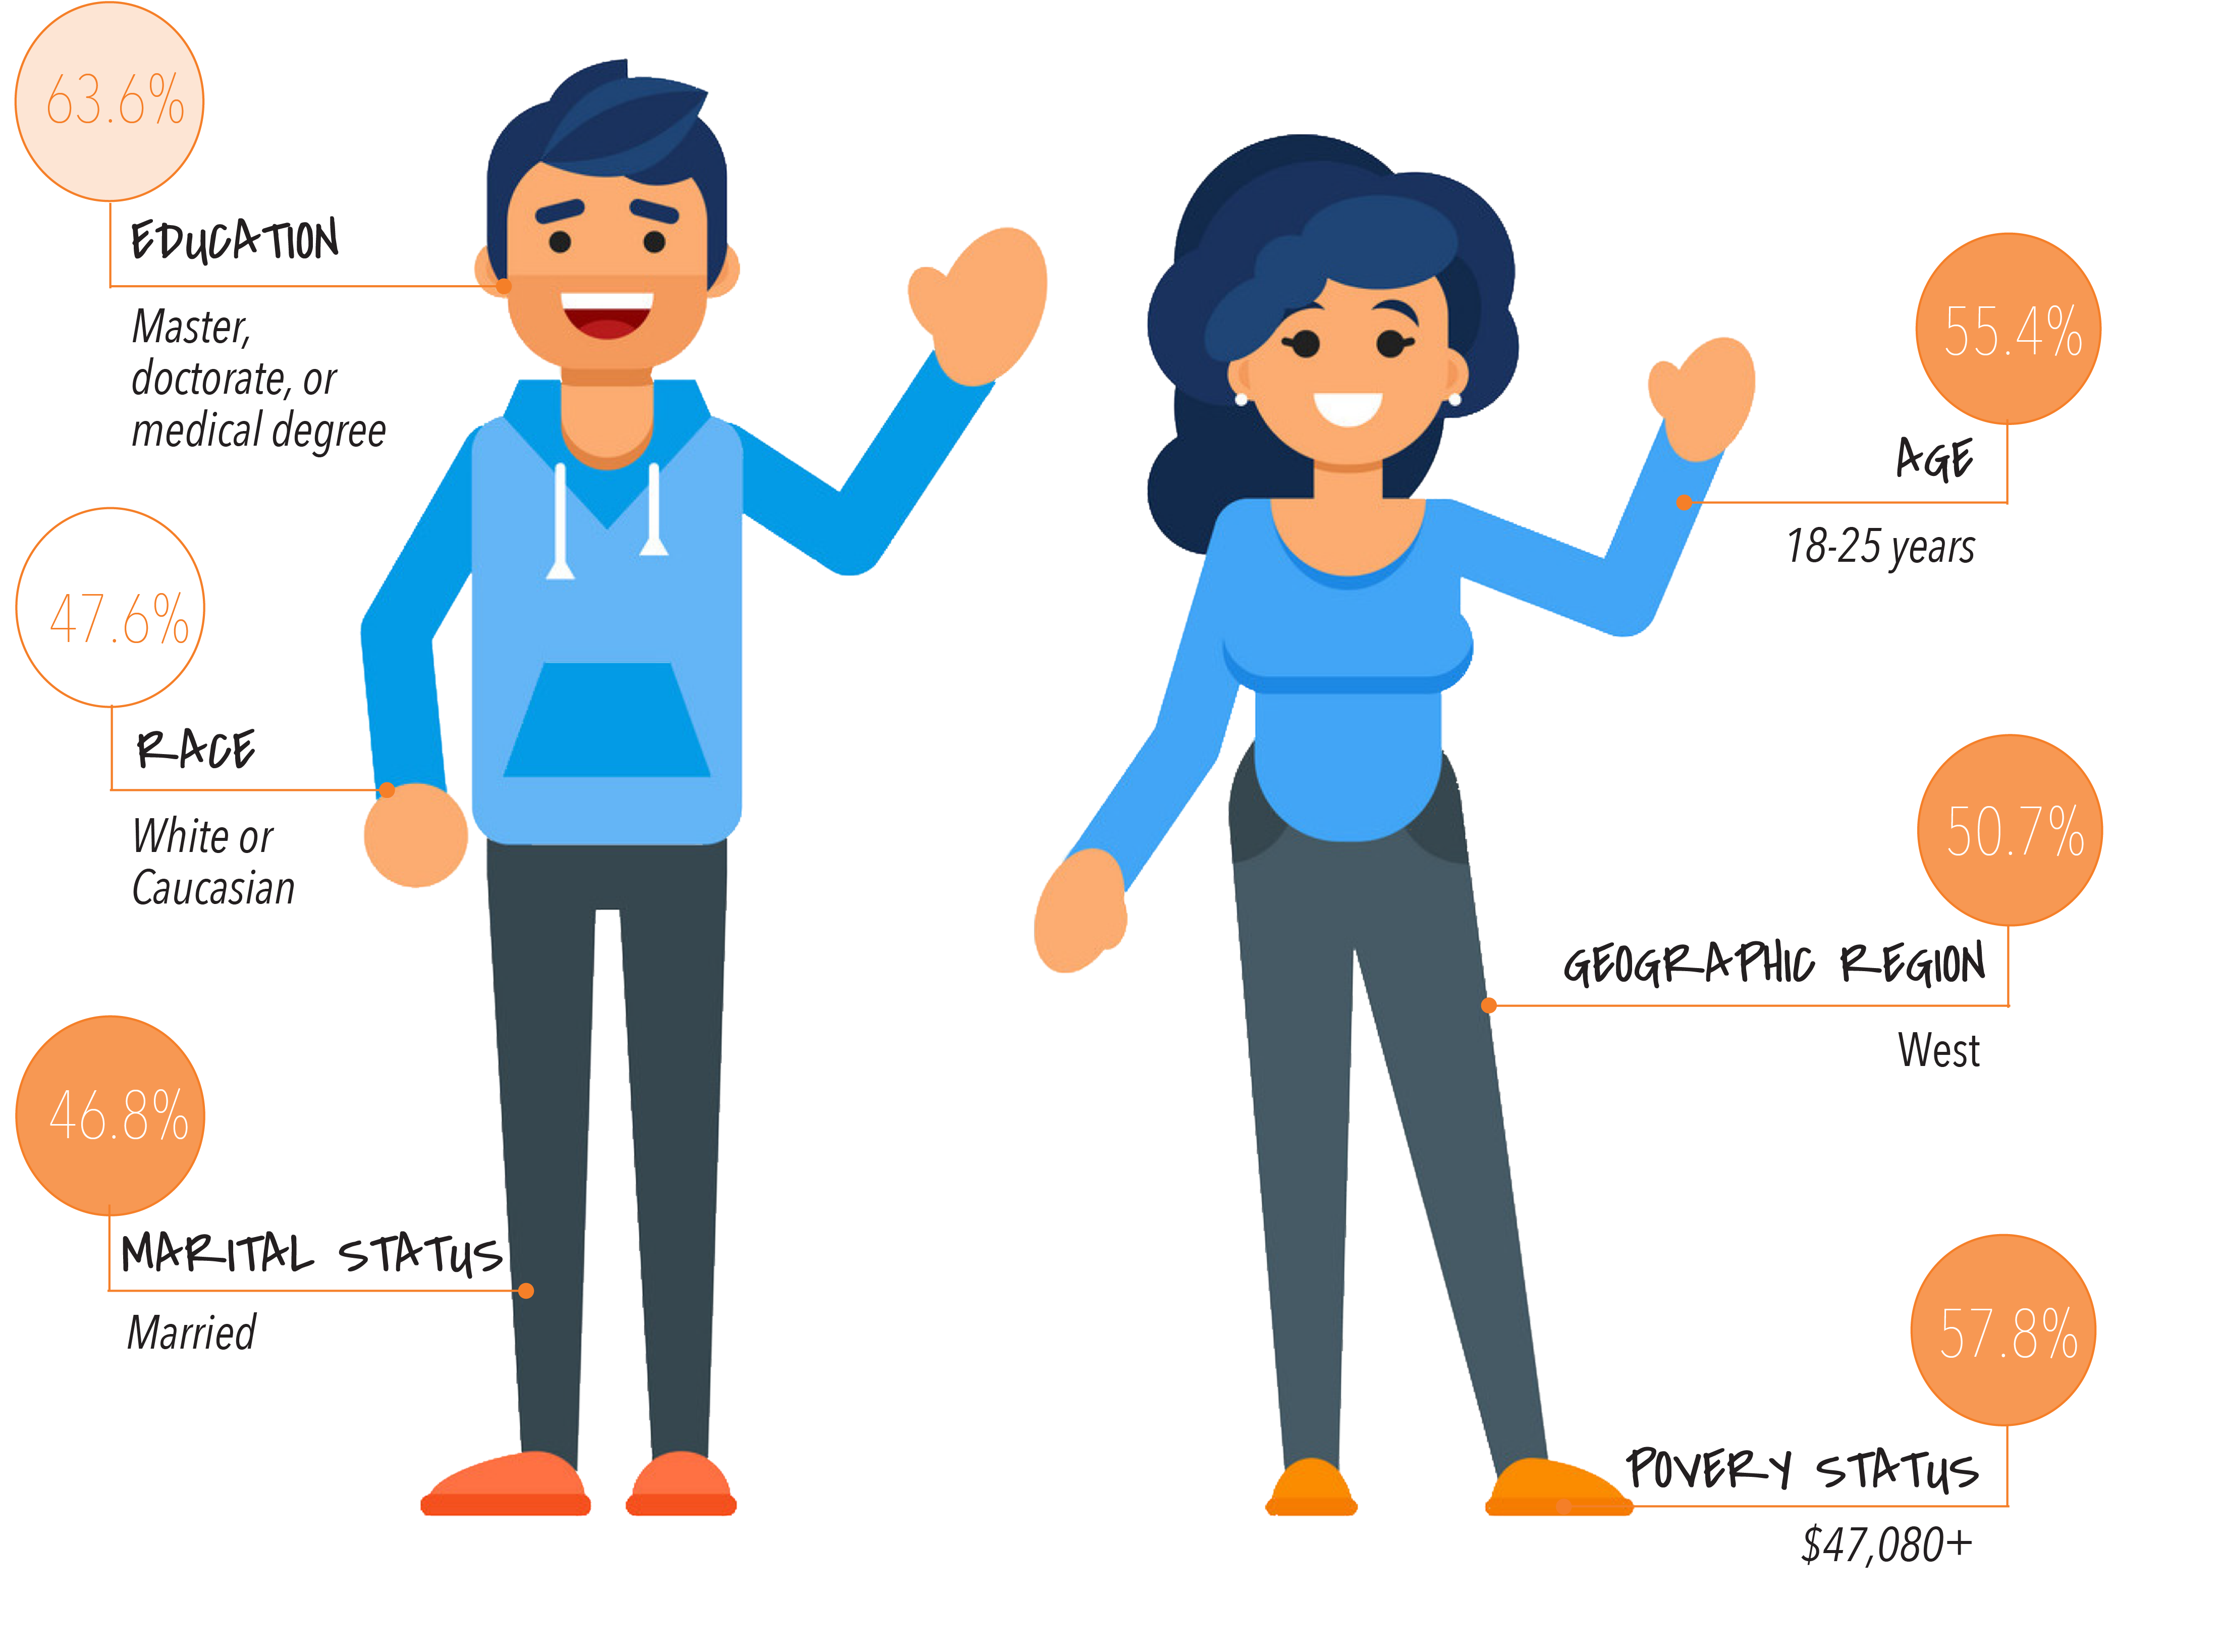 63.6%
EDUCATION
Master,
doctorate, or
medical degree
47.6%
RACE
White or
Caucasian
46.8%
MARITAL STATUS
Married
55.4%
AGE
18-25 years
50.7%
GEOGRAPHIC REGION
West
57.8%
POVERY STATUS
$47,080+